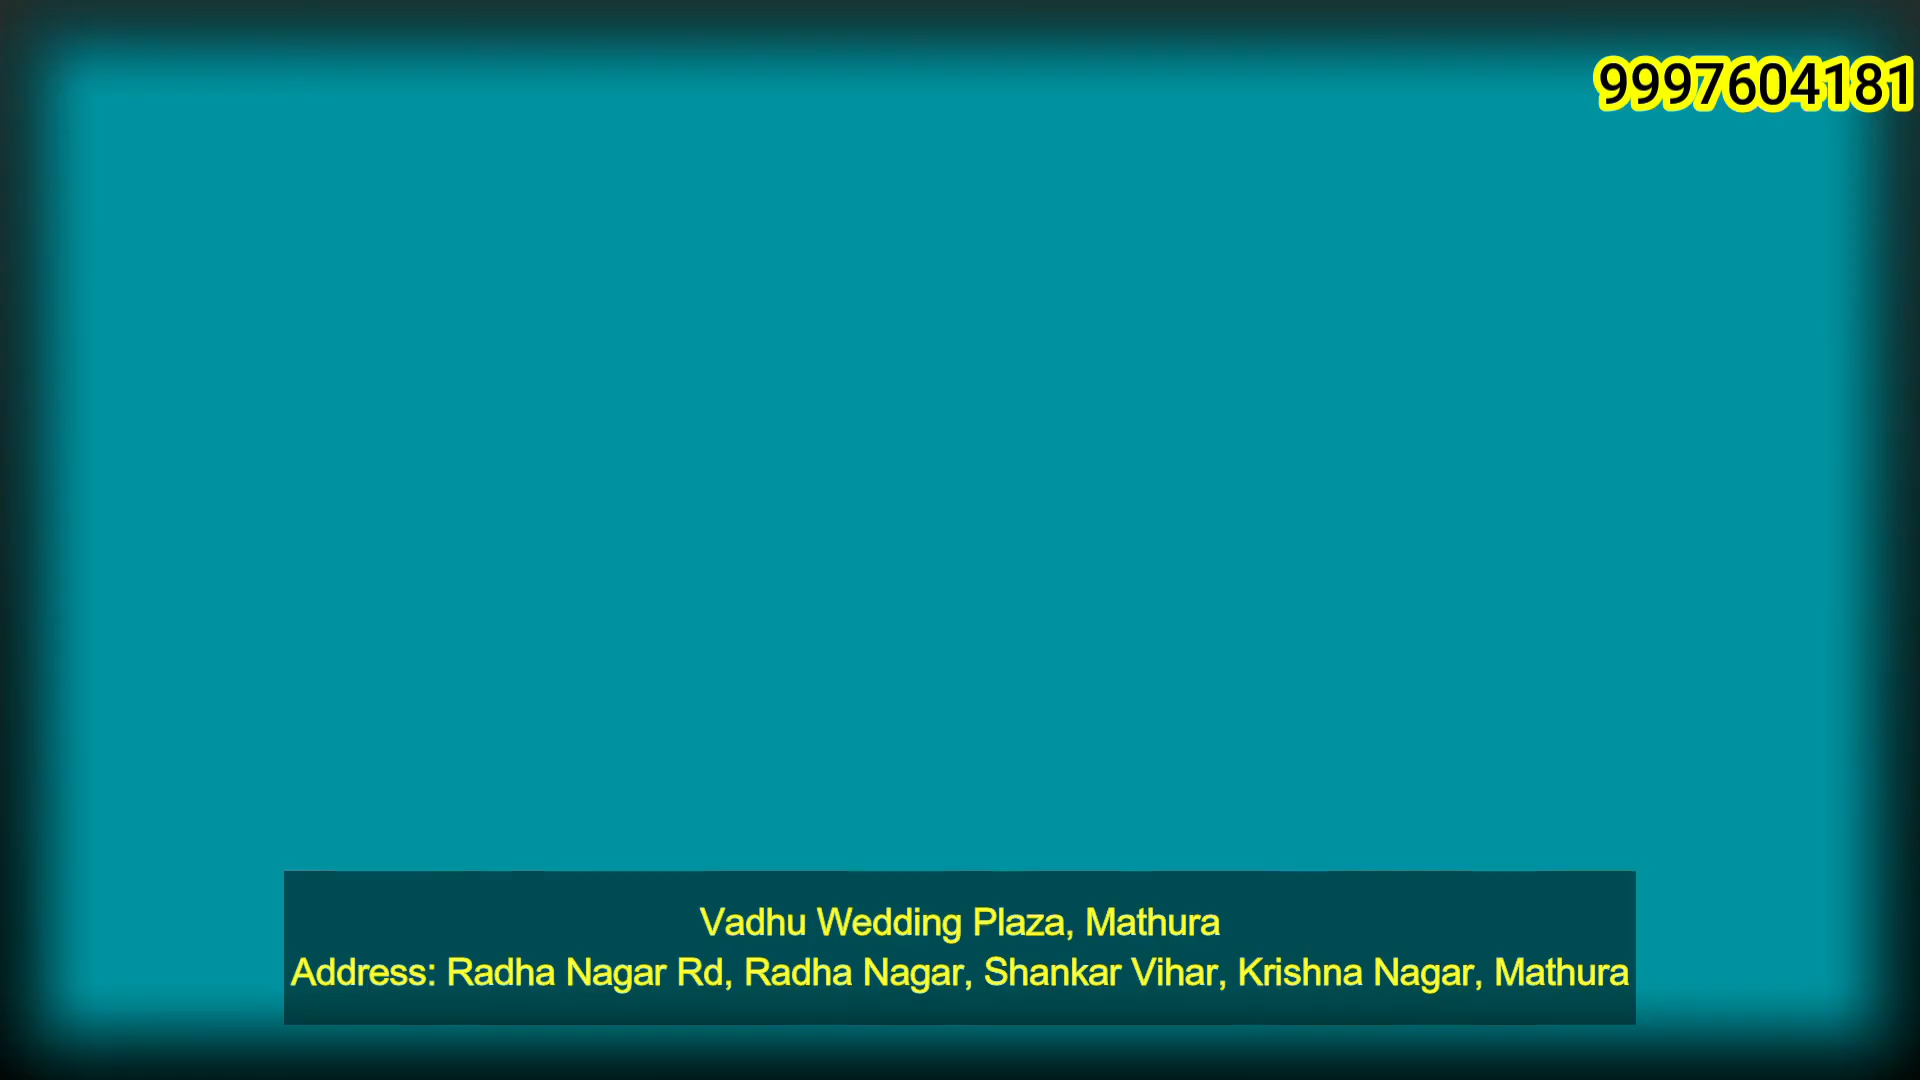 9997604181
Vadhu Wedding Plaza, Mathura
Address: Radha Nagar Rd, Radha Nagar, Shankar Vihar, Krishna Nagar, Mathura